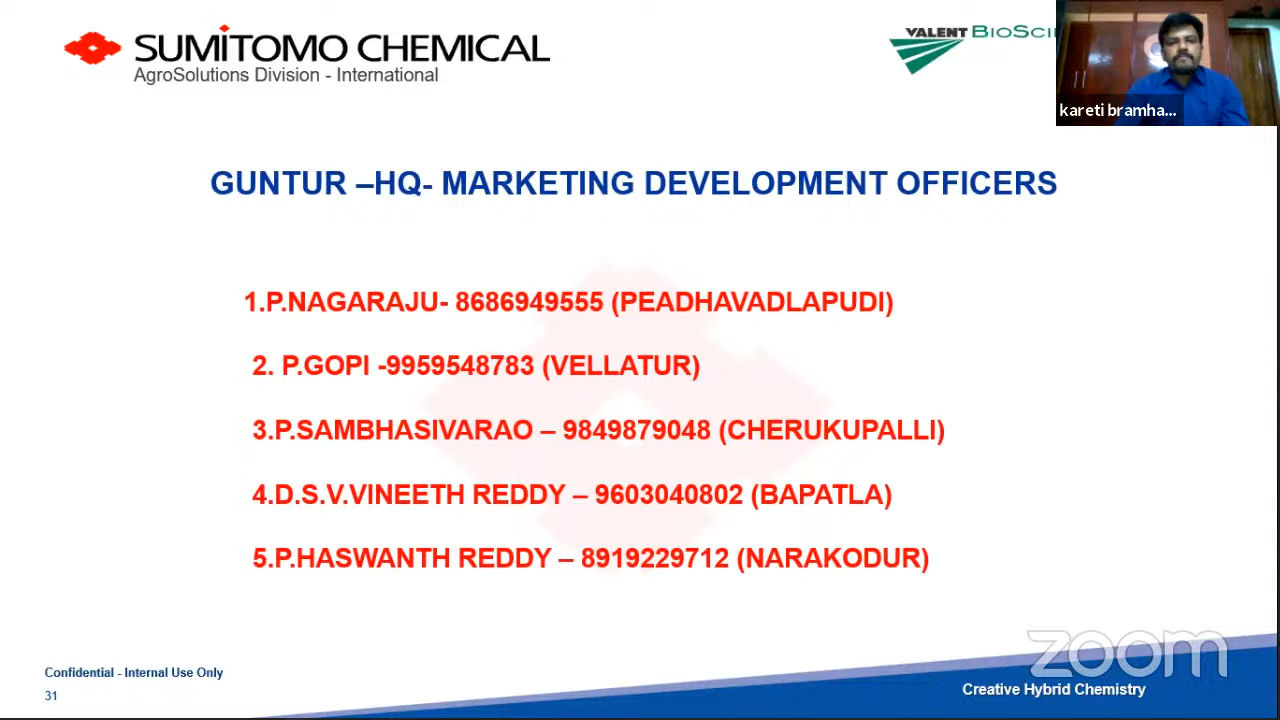 SUMITOMO CHEMICAL
AgroSolutions Division - International
VALENT BIOSCI
kareti bramha...
GUNTUR –HQ- MARKETING DEVELOPMENT OFFICERS
1.P.NAGARAJU- 8686949555 (PEADHAVADLAPUDI)
2. P.GOPI -9959548783 (VELLATUR)
3.P.SAMBHASIVARAO – 9849879048 (CHERUKUPALLI)
4.D.S.V.VINEETH REDDY – 9603040802 (BAPATLA)
5.P.HASWANTH REDDY – 8919229712 (NARAKODUR)
zoom
Confidential - Internal Use Only
31
Creative Hybrid Chemistry